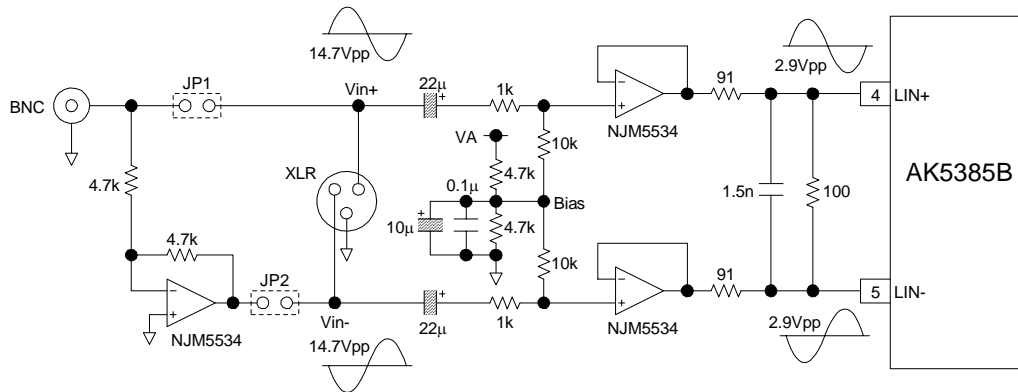 14.7Vpp
2.9Vpp
JP1
22μ
91
BNC
Vin+
1k
+
−
+
NJM5534
4
LIN+
VA
10k
4.7k
XLR
4.7k
0.1μ
1.5n
100
AK5385B
+
10μ
Bias
4.7k
4.7k
10k
91
JP2
−
+
NJM5534
Vin-
22μ
+
1k
−
+
NJM5534
5
LIN-
14.7Vpp
2.9Vpp